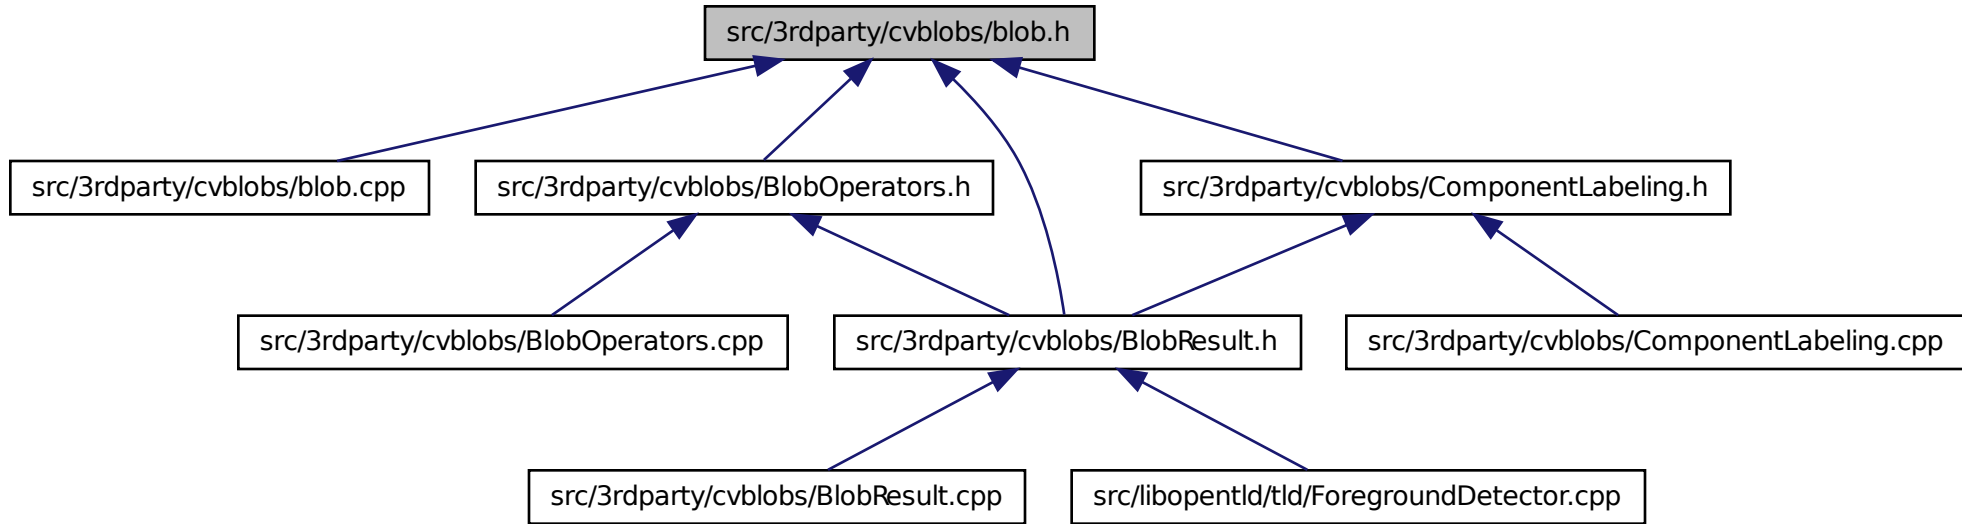 src/3rdparty/cvblobs/blob.h
src/3rdparty/cvblobs/blob.cpp
src/3rdparty/cvblobs/BlobOperators.h
src/3rdparty/cvblobs/ComponentLabeling.h
src/3rdparty/cvblobs/BlobOperators.cpp
src/3rdparty/cvblobs/BlobResult.h
src/3rdparty/cvblobs/ComponentLabeling.cpp
src/3rdparty/cvblobs/BlobResult.cpp
src/libopentld/tld/ForegroundDetector.cpp